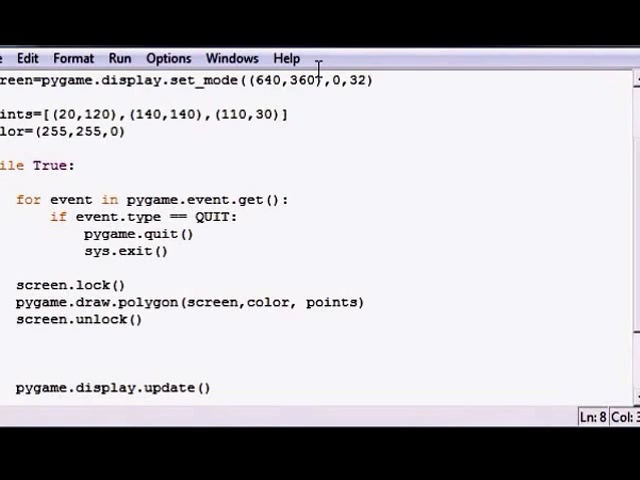 Edit Format Run Options Windows Help
reen=pygame.display.set_mode((640,360),0,32)
ints=[(20,120),(140,140),(110,30)]
lor=(255,255,0)
ile True:
for event in pygame.event.get():
if event.type == QUIT:
pygame.quit()
sys.exit()
screen.lock()
pygame.draw.polygon(screen,color, points)
screen.unlock()
pygame.display.update()
Ln: 8 Col: 3